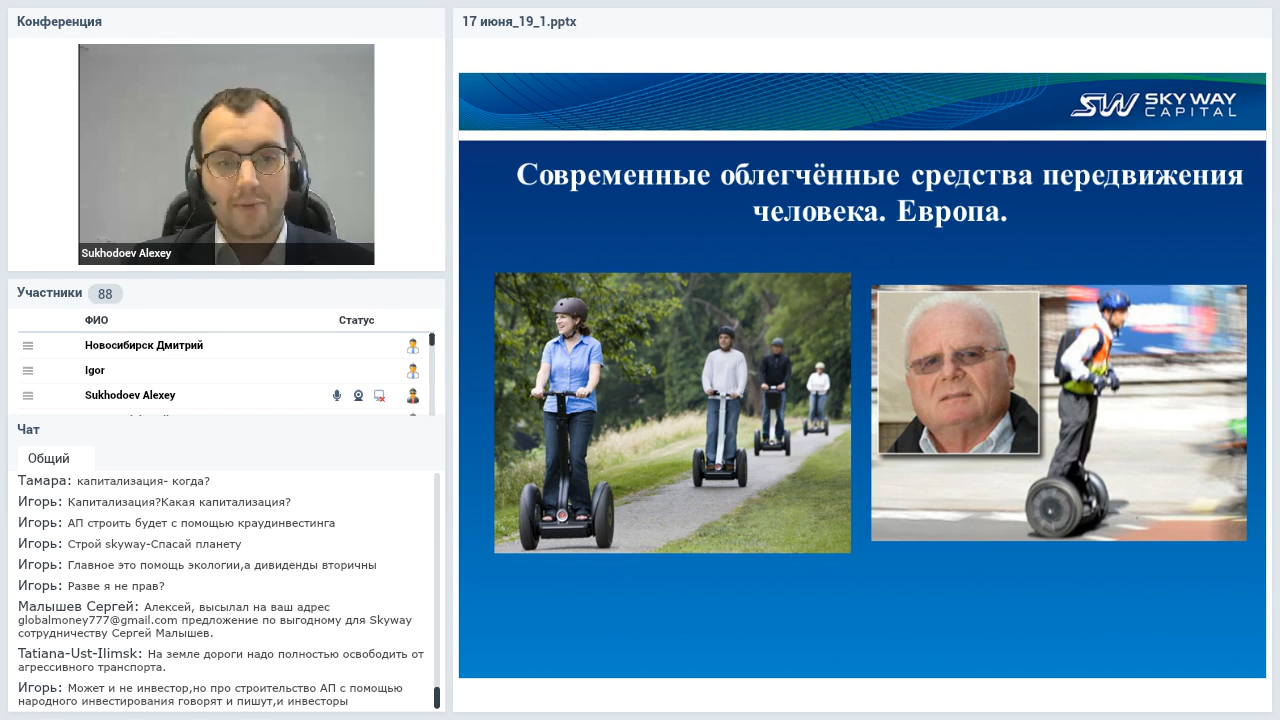 Конференция
Sukhodoev Alexey
Участники 88
ФИО Статус
Новосибирск Дмитрий
Igor
Sukhodoev Alexey
Чат
Общий
Тамара: капитализация- когда?
Игорь: Капитализация?Какая капитализация?
Игорь: АП строить будет с помощью краудинвестинга
Игорь: Строй skyway-Спасай планету
Игорь: Главное это помощь экологии,а дивиденды вторичны
Игорь: Разве я не прав?
Малышев Сергей: Алексей, высылал на ваш адрес
globalmoney777@gmail.com предложение по выгодному для Skyway
сотрудничеству Сергей Малышев.
Tatiana-Ust-Ilimsk: На земле дороги надо полностью освободить от
агрессивного транспорта.
Игорь: Может и не инвестор,но про строительство АП с помощью
народного инвестирования говорят и пишут,и инвесторы
17 июня_19_1.pptx
SW SKY WAY
CAPITAL
Современные облегчённые средства передвижения
человека. Европа.